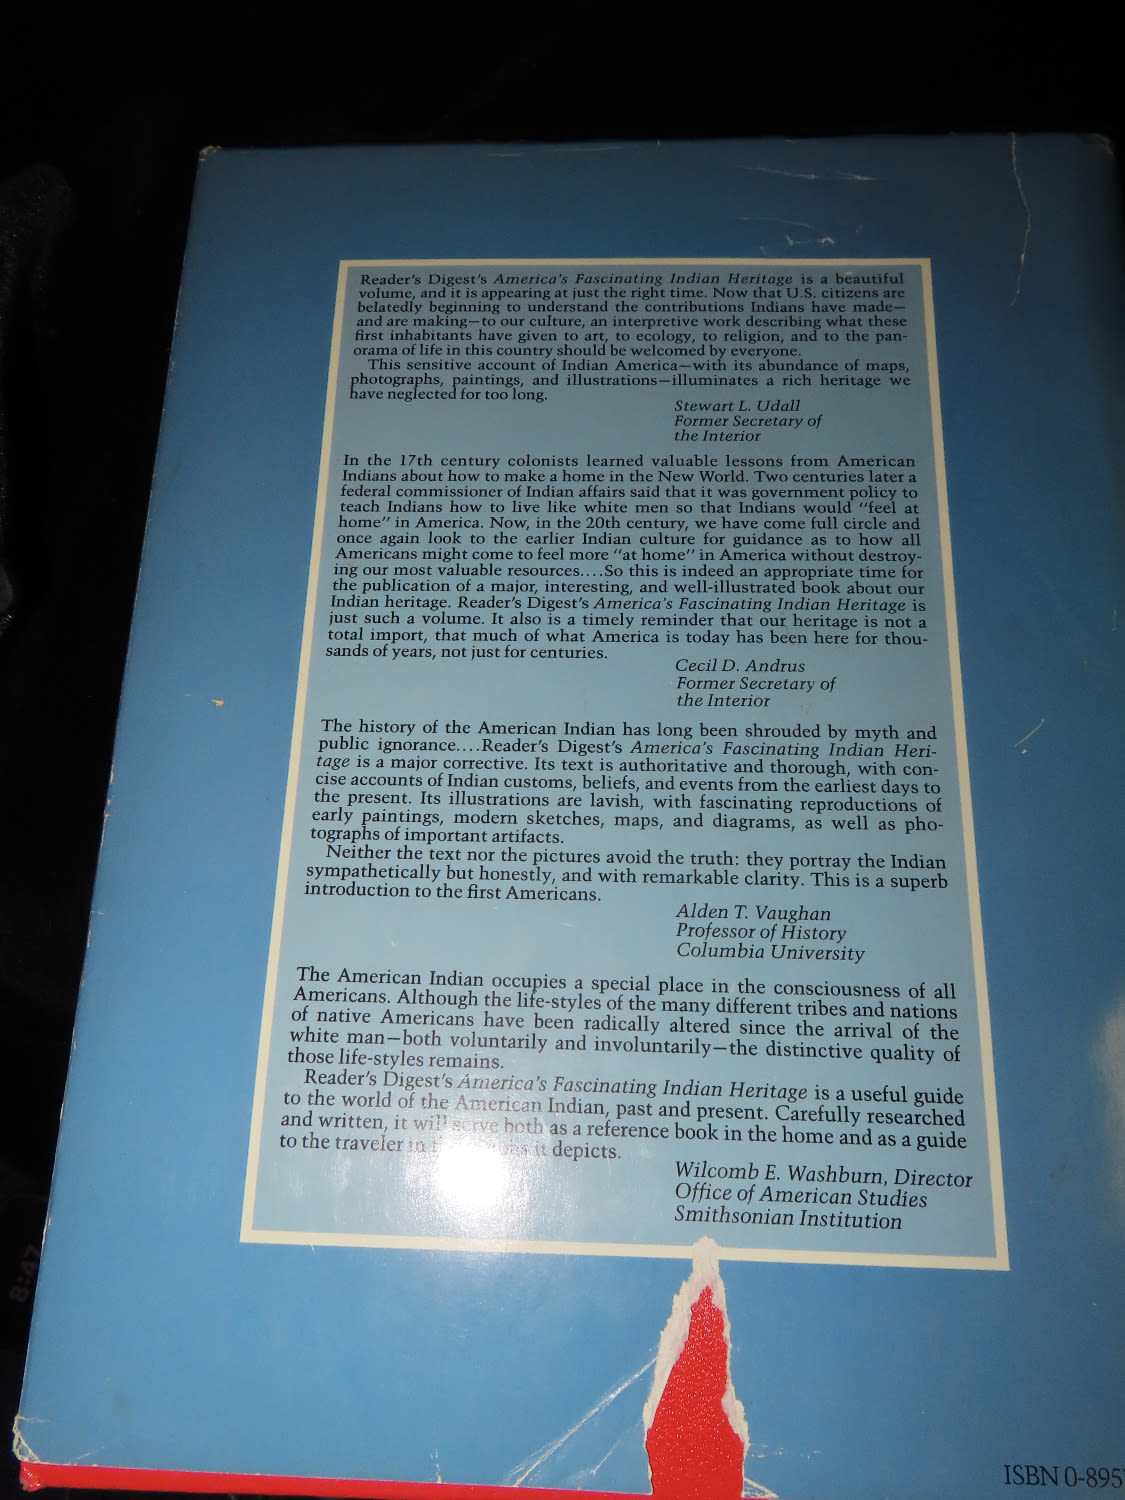 Reader's Digest's America's Fascinating Indian Heritage is a beautiful
volume, and it is appearing at just the right time. Now that U.S. citizens are
belatedly beginning to understand the contributions Indians have made—
and are making—to our culture, an interpretive work describing what these
first inhabitants have given to art, to ecology, to religion, and to the pan-
orama of life in this country should be welcomed by everyone.
This sensitive account of Indian America—with its abundance of maps,
photographs, paintings, and illustrations—illuminates a rich heritage we
have neglected for too long.
Stewart L. Udall
Former Secretary of
the Interior
In the 17th century colonists learned valuable lessons from American
Indians about how to make a home in the New World. Two centuries later a
federal commissioner of Indian affairs said that it was government policy to
teach Indians how to live like white men so that Indians would "feel at
home" in America. Now, in the 20th century, we have come full circle and
once again look to the earlier Indian culture for guidance as to how all
Americans might come to feel more "at home" in America without destroy-
ing our most valuable resources....So this is indeed an appropriate time for
the publication of a major, interesting, and well-illustrated book about our
Indian heritage. Reader's Digest's America's Fascinating Indian Heritage is
just such a volume. It also is a timely reminder that our heritage is not a
total import, that much of what America is today has been here for thou-
sands of years, not just for centuries.
Cecil D. Andrus
Former Secretary of
the Interior
The history of the American Indian has long been shrouded by myth and
public ignorance....Reader's Digest's America's Fascinating Indian Heri-
tage is a major corrective. Its text is authoritative and thorough, with con-
cise accounts of Indian customs, beliefs, and events from the earliest days to
the present. Its illustrations are lavish, with fascinating reproductions of
early paintings, modern sketches, maps, and diagrams, as well as pho-
tographs of important artifacts.
Neither the text nor the pictures avoid the truth: they portray the Indian
sympathetically but honestly, and with remarkable clarity. This is a superb
introduction to the first Americans.
Alden T. Vaughan
Professor of History
Columbia University
The American Indian occupies a special place in the consciousness of all
Americans. Although the life-styles of the many different tribes and nations
of native Americans have been radically altered since the arrival of the
white man—both voluntarily and involuntarily—the distinctive quality of
those life-styles remains.
Reader's Digest's America's Fascinating Indian Heritage is a useful guide
to the world of the American Indian, past and present. Carefully researched
and written, it will serve both as a reference book in the home and as a guide
to the traveler in it depicts.
Wilcomb E. Washburn, Director
Office of American Studies
Smithsonian Institution
ISBN 0-895
8:47